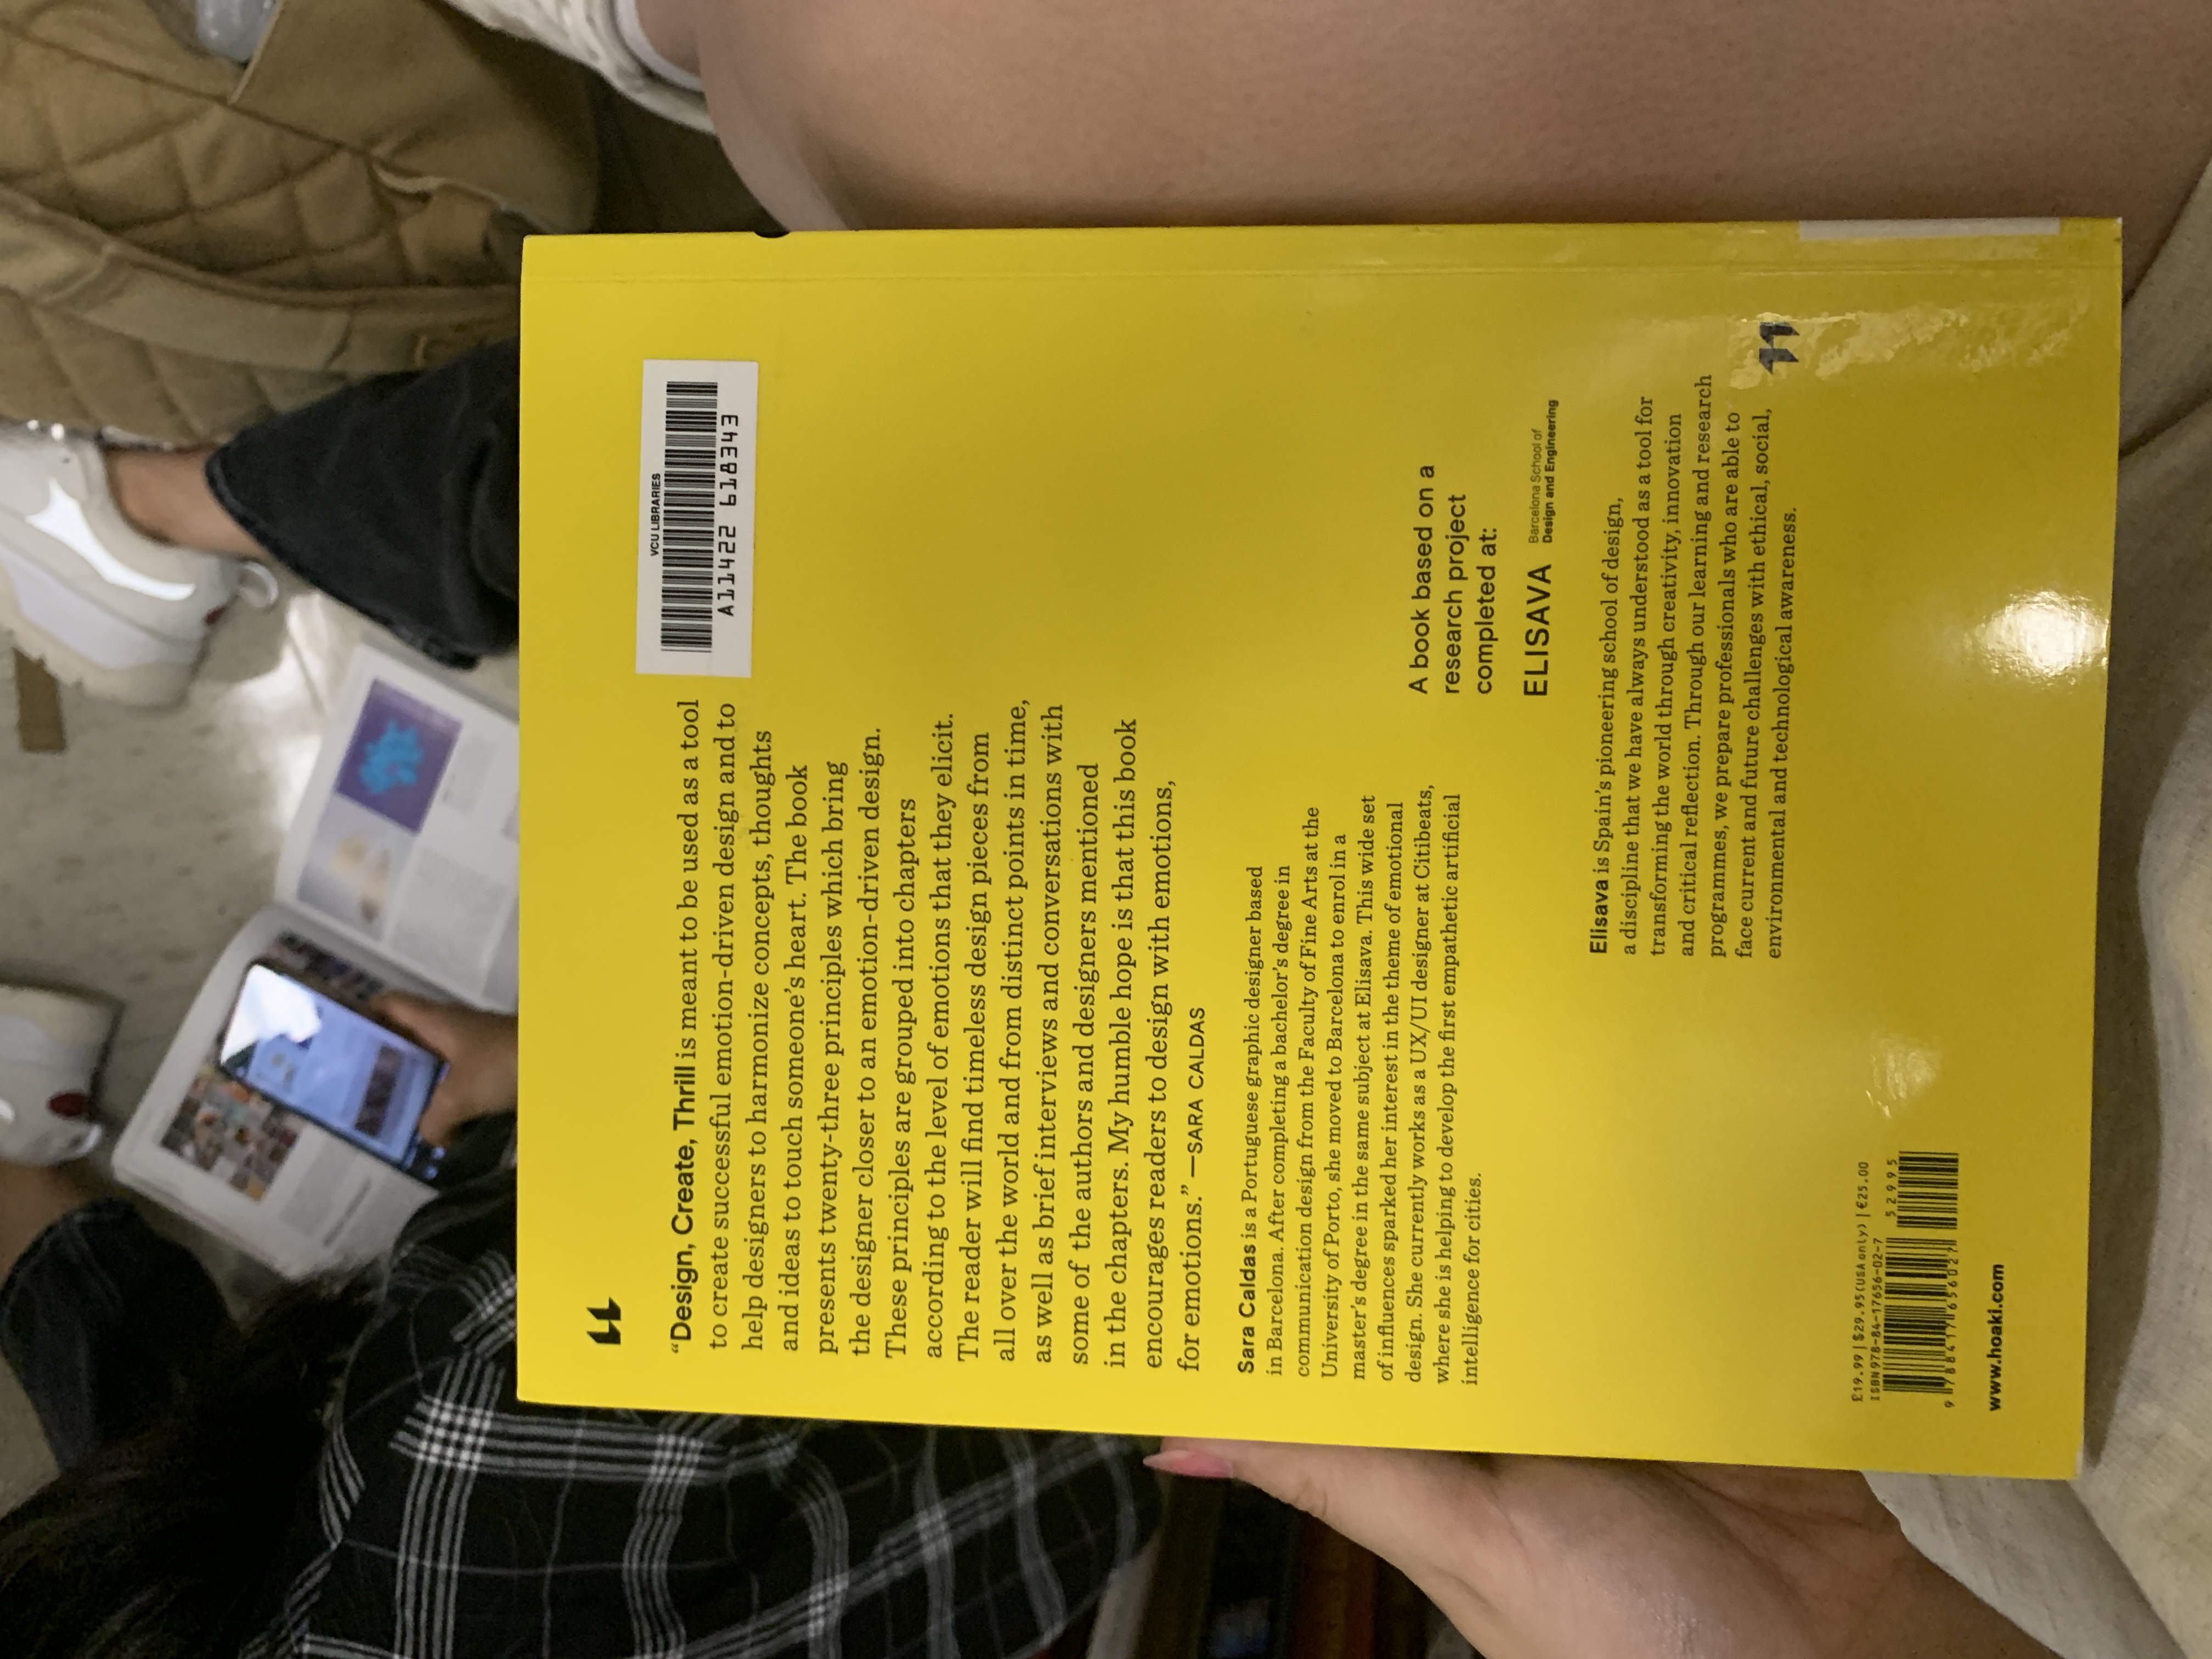 “Design, Create, Thrill is meant to be used as a tool
to create successful emotion-driven design and to
help designers to harmonize concepts, thoughts
and ideas to touch someone’s heart. The book
presents twenty-three principles which bring
the designer closer to an emotion-driven design.
These principles are grouped into chapters
according to the level of emotions that they elicit.
The reader will find timeless design pieces from
all over the world and from distinct points in time,
as well as brief interviews and conversations with
some of the authors and designers mentioned
in the chapters. My humble hope is that this book
encourages readers to design with emotions,
for emotions.” —SARA CALDAS
VCU LIBRARIES
A11422 618343
Sara Caldas is a Portuguese graphic designer based
in Barcelona. After completing a bachelor’s degree in
communication design from the Faculty of Fine Arts at the
University of Porto, she moved to Barcelona to enrol in a
master’s degree in the same subject at Elisava. This wide set
of influences sparked her interest in the theme of emotional
design. She currently works as a UX/UI designer at Citibeats,
where she is helping to develop the first empathetic artificial
intelligence for cities.
A book based on a
research project
completed at:
ELISAVA
Barcelona School of
Design and Engineering
Elisava is Spain’s pioneering school of design,
a discipline that we have always understood as a tool for
transforming the world through creativity, innovation
and critical reflection. Through our learning and research
programmes, we prepare professionals who are able to
face current and future challenges with ethical, social,
environmental and technological awareness.
£19.99 | $29.95 (USA only) | €25.00
ISBN 978-84-17656-02-7
52995
9 788417 656027
www.hoaki.com